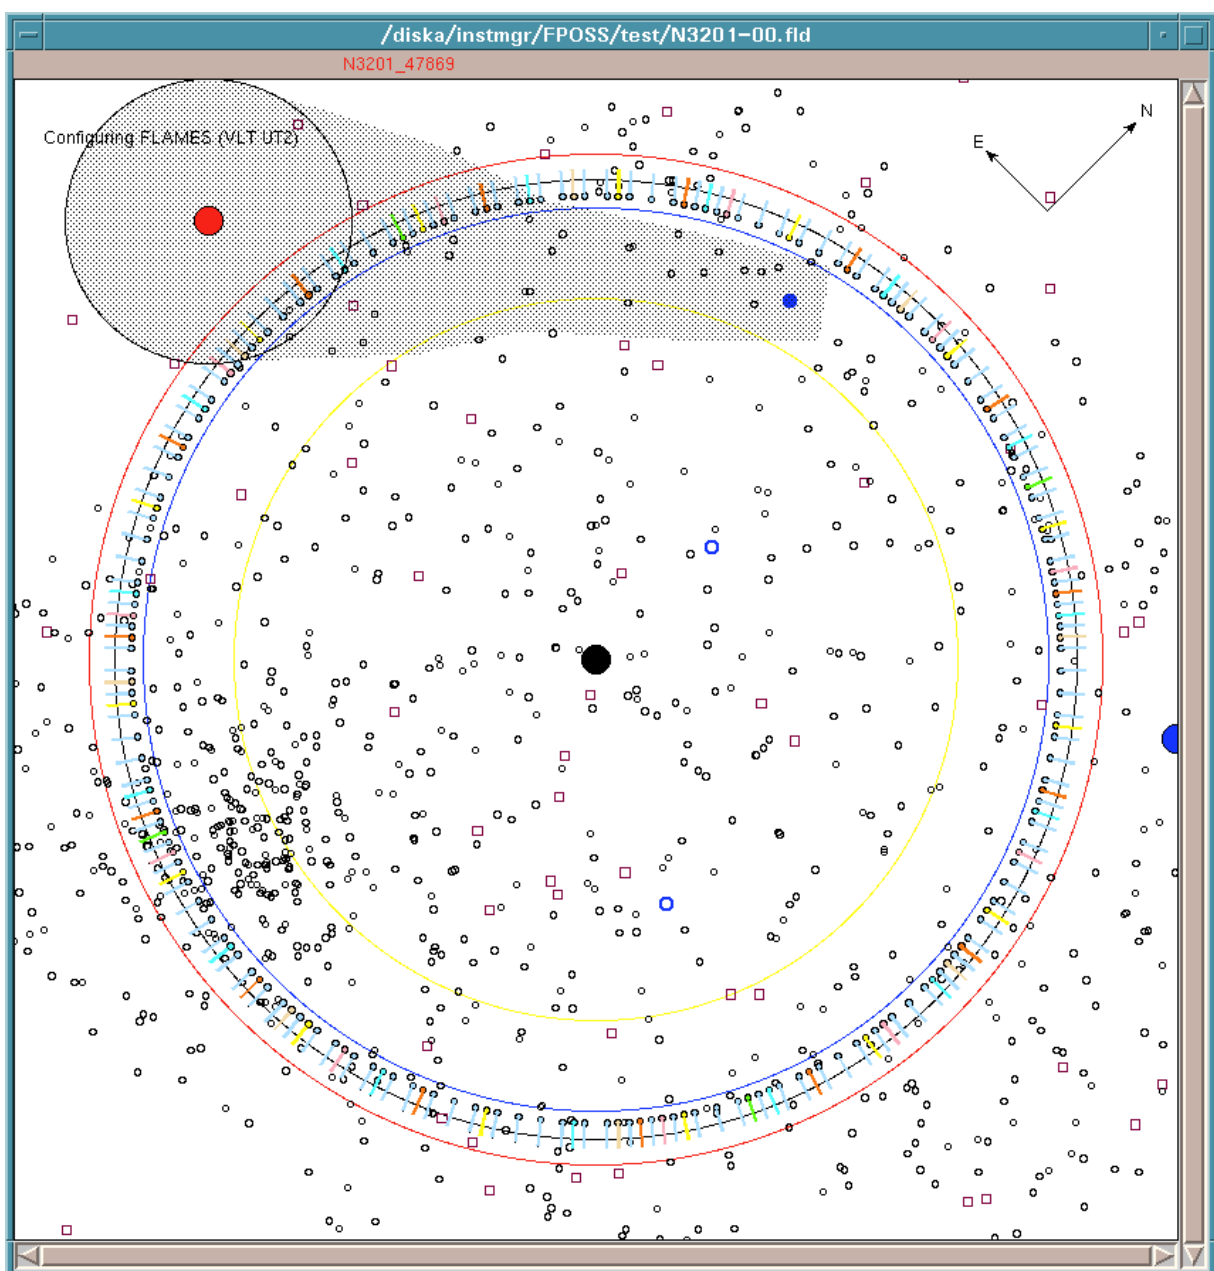 /diska/instmgr/FPOSS/test/N3201-00.fld
N3201_47869
Configuring FLAMES (VLT UT2)
N
E